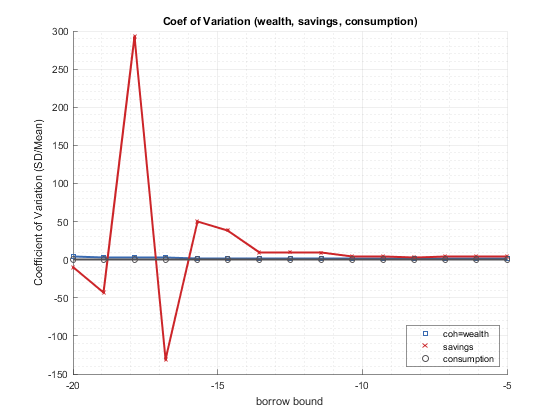 Coef of Variation (wealth, savings, consumption)
Coefficient of Variation (SD/Mean)
300
250
200
150
100
50
0
-50
-100
-150
-20
-15
-10
-5
borrow bound
coh=wealth
savings
consumption